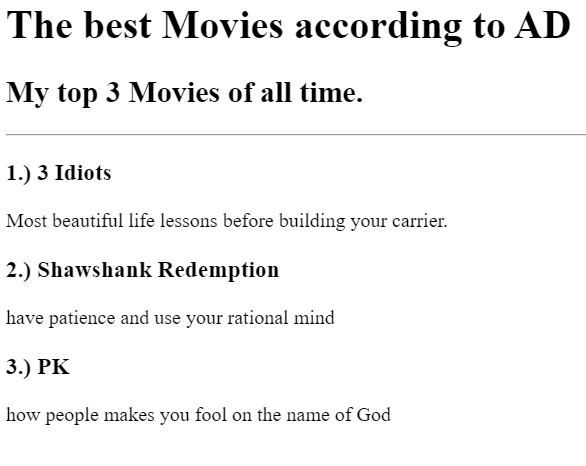 The best Movies according to AD
My top 3 Movies of all time.
1.) 3 Idiots
Most beautiful life lessons before building your carrier.
2.) Shawshank Redemption
have patience and use your rational mind
3.) PK
how people makes you fool on the name of God